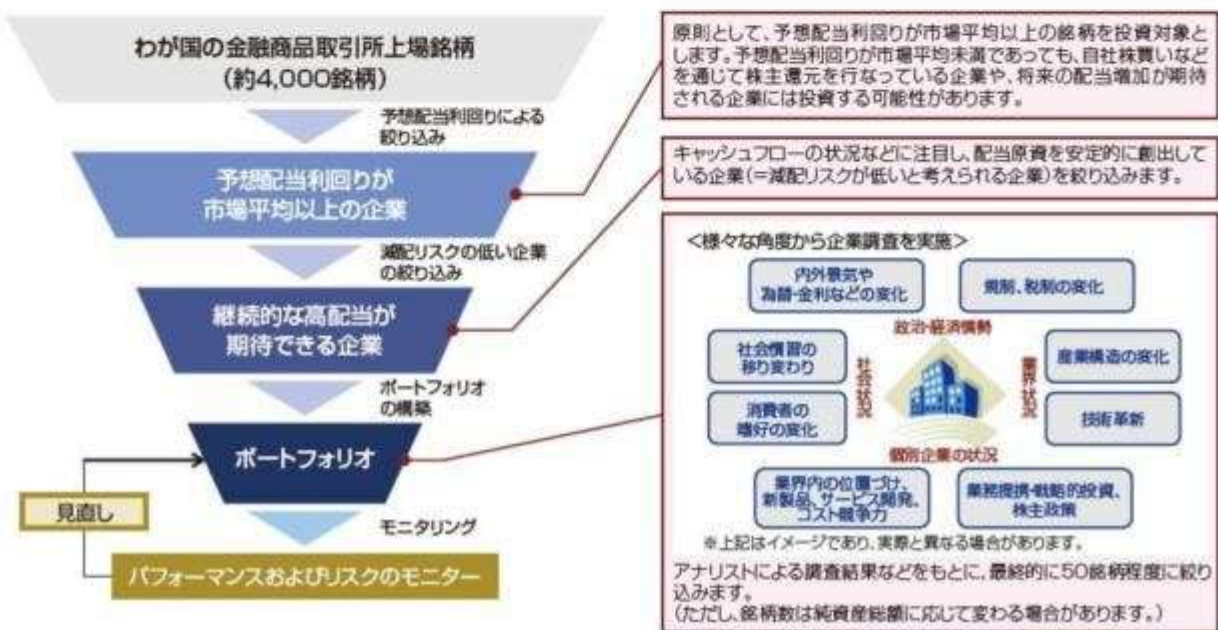 わが国の金融商品取引所上場銘柄
(約4,000銘柄)
予想配当利回りによる
絞り込み
予想配当利回りが
市場平均以上の企業
減配リスクの低い企業
の絞り込み
継続的な高配当が
期待できる企業
ポートフォリオ
の構築
ポートフォリオ
見直し
モニタリング
パフォーマンスおよびリスクのモニター
原則として、予想配当利回りが市場平均以上の銘柄を投資対象と
します。予想配当利回りが市場平均未満であっても、自社株買いなど
を通じて株主還元を行なっている企業や、将来の配当増加が期待
される企業には投資する可能性があります。
キャッシュフローの状況などに注目し、配当原資を安定的に創出して
いる企業(=減配リスクが低いと考えられる企業)を絞り込みます。
<様々な角度から企業調査を実施>
内外景気や
為替・金利などの変化
規制、税制の変化
政治・経済情勢
社会慣習の
移り変わり
社会状況
業界状況
産業構造の変化
消費者の
嗜好の変化
技術革新
個別企業の状況
業界内の位置づけ、
新製品、サービス開発、
コスト競争力
業務提携・戦略的投資、
株主政策
※上記はイメージであり、実際と異なる場合があります。
アナリストによる調査結果などをもとに、最終的に50銘柄程度に絞り
込みます。
(ただし、銘柄数は純資産総額に応じて変わる場合があります。)